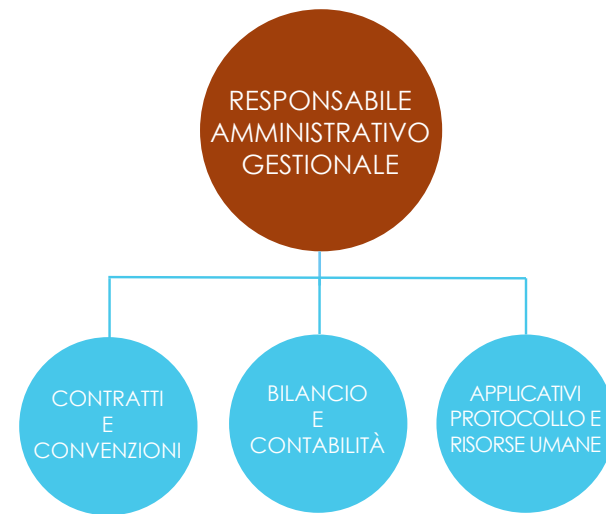 RESPONSABILE
AMMINISTRATIVO
GESTIONALE
CONTRATTI
E
CONVENZIONI
BILANCIO
E
CONTABILITÀ
APPLICATIVI
PROTOCOLLO E
RISORSE UMANE